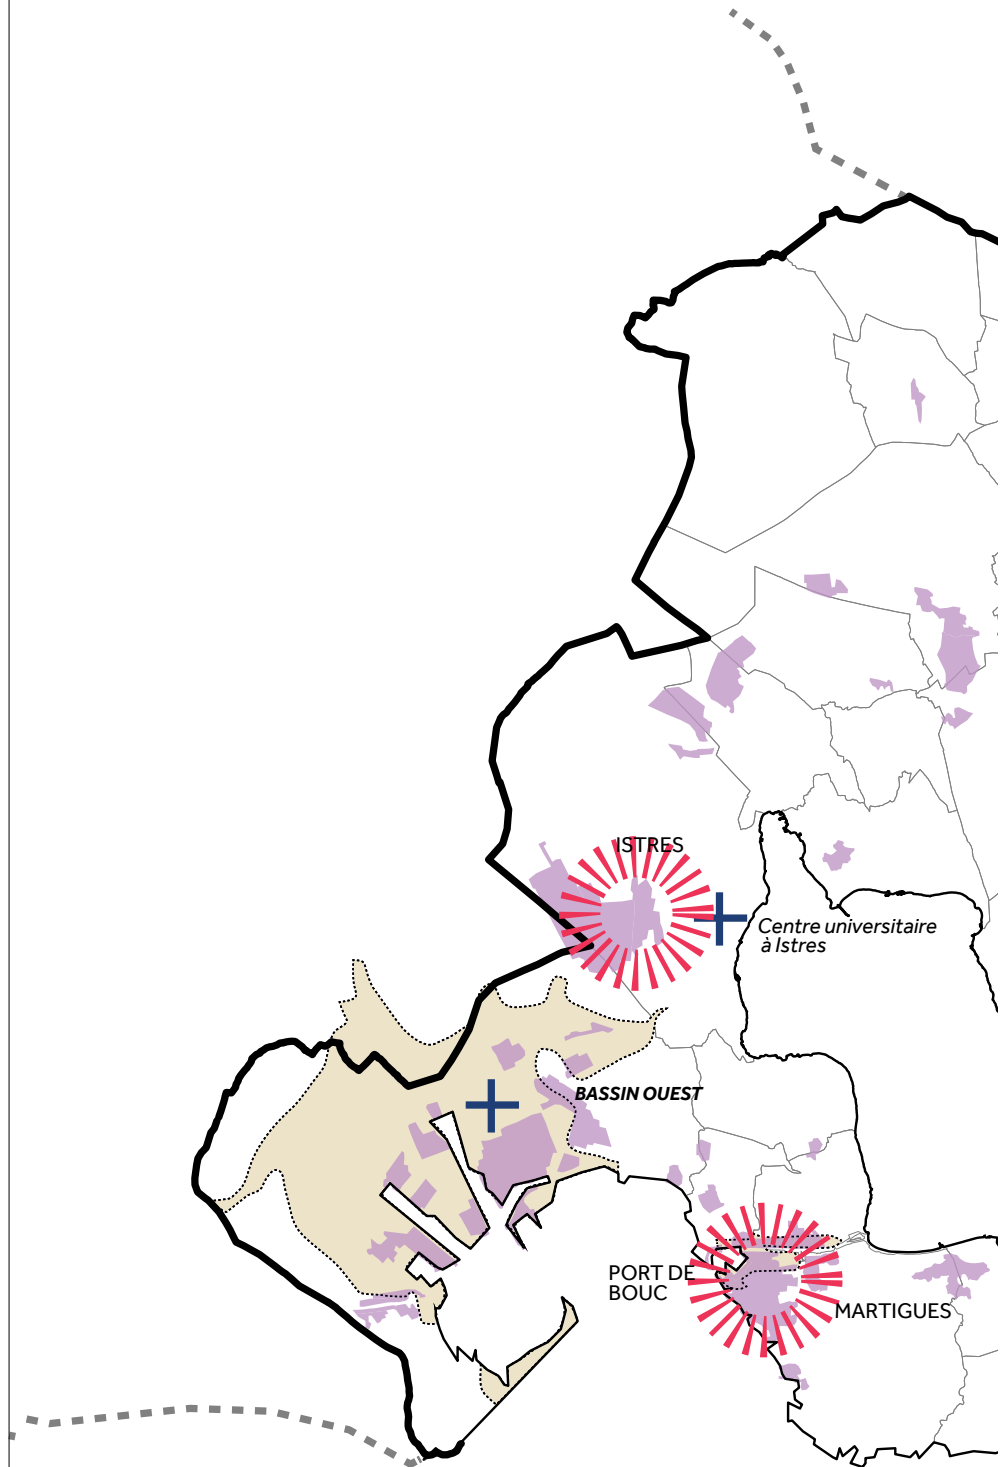 ISTRES
Centre universitaire
à Istres
BASSIN OUEST
PORT DE
BOUC
MARTIGUES